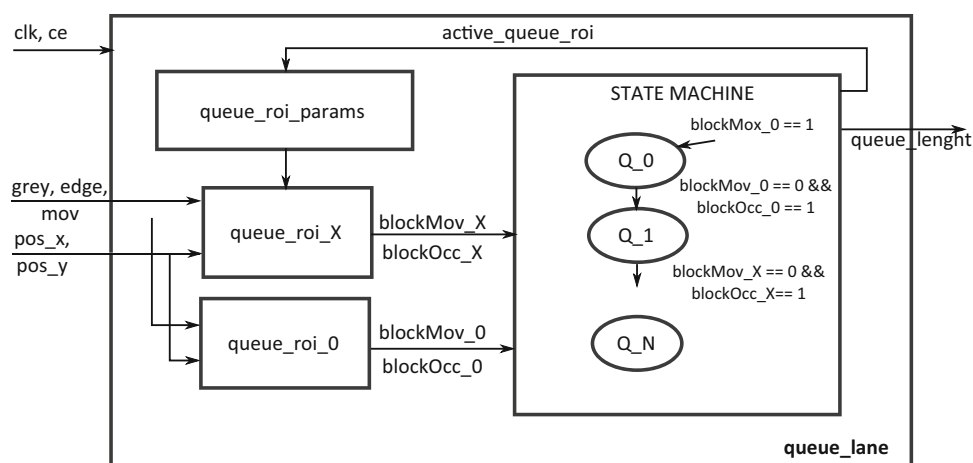 clk, ce
active_queue_roi
queue_roi_params
STATE MACHINE
blockMox_0 == 1
queue_lenght
Q_0
grey, edge,
mov
queue_roi_X
blockMov_X
blockOcc_X
blockMov_0 == 0 &&
blockOcc_0 == 1
pos_x,
pos_y
Q_1
blockMov_X == 0 &&
blockOcc_X== 1
queue_roi_0
blockMov_0
blockOcc_0
Q_N
queue_lane